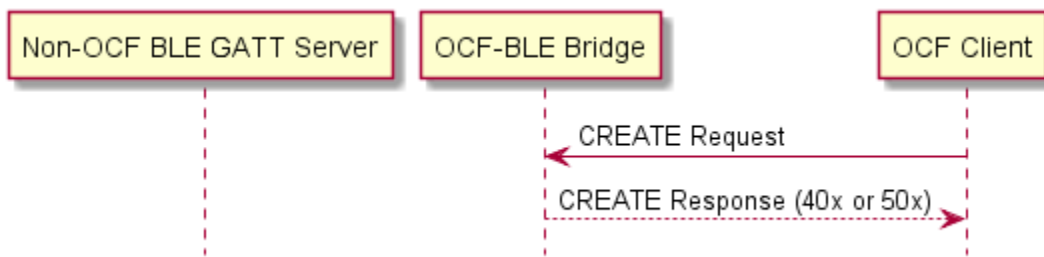 Non-OCF BLE GATT Server
OCF-BLE Bridge
OCF Client
CREATE Request
CREATE Response (40x or 50x)